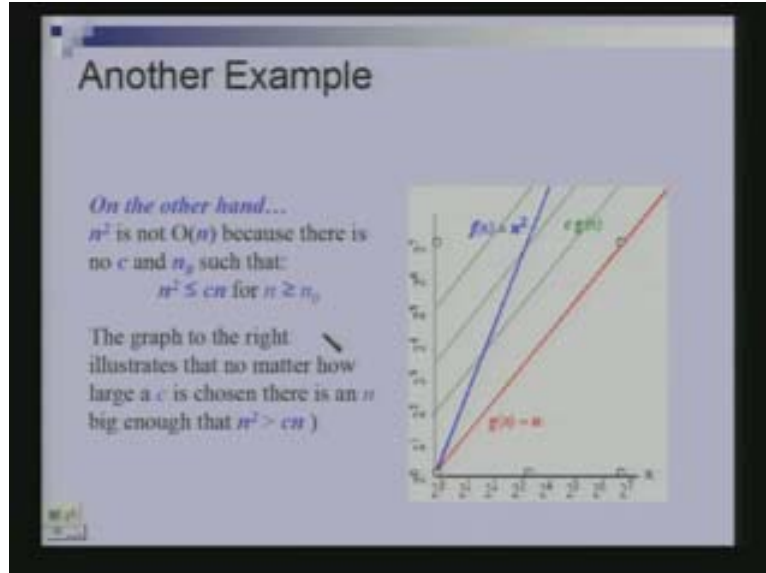 Another Example
On the other hand...
n² is not O(n) because there is
no c and n₀ such that:
n² ≤ cn for n ≥ n₀
The graph to the right
illustrates that no matter how
large a c is chosen there is an n
big enough that n² > cn )
f(n) = n²
c g(n)
g(n) = n
n